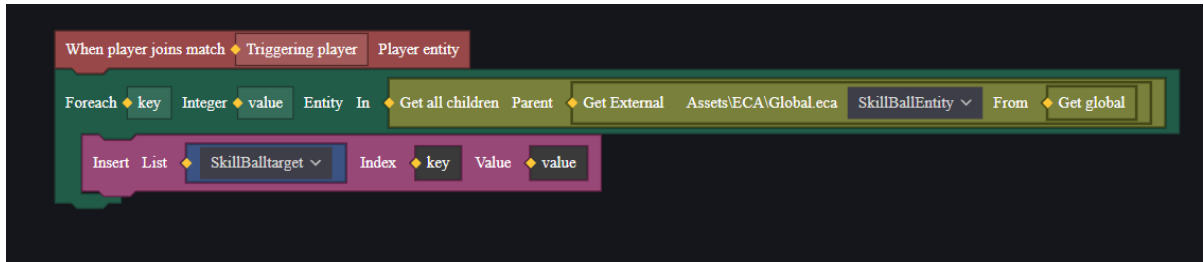 When player joins match Triggering player Player entity
Foreach key Integer value Entity In Get all children Parent Get External Assets\ECA\Global.eca SkillBallEntity From Get global
Insert List SkillBalltarget Index key Value value